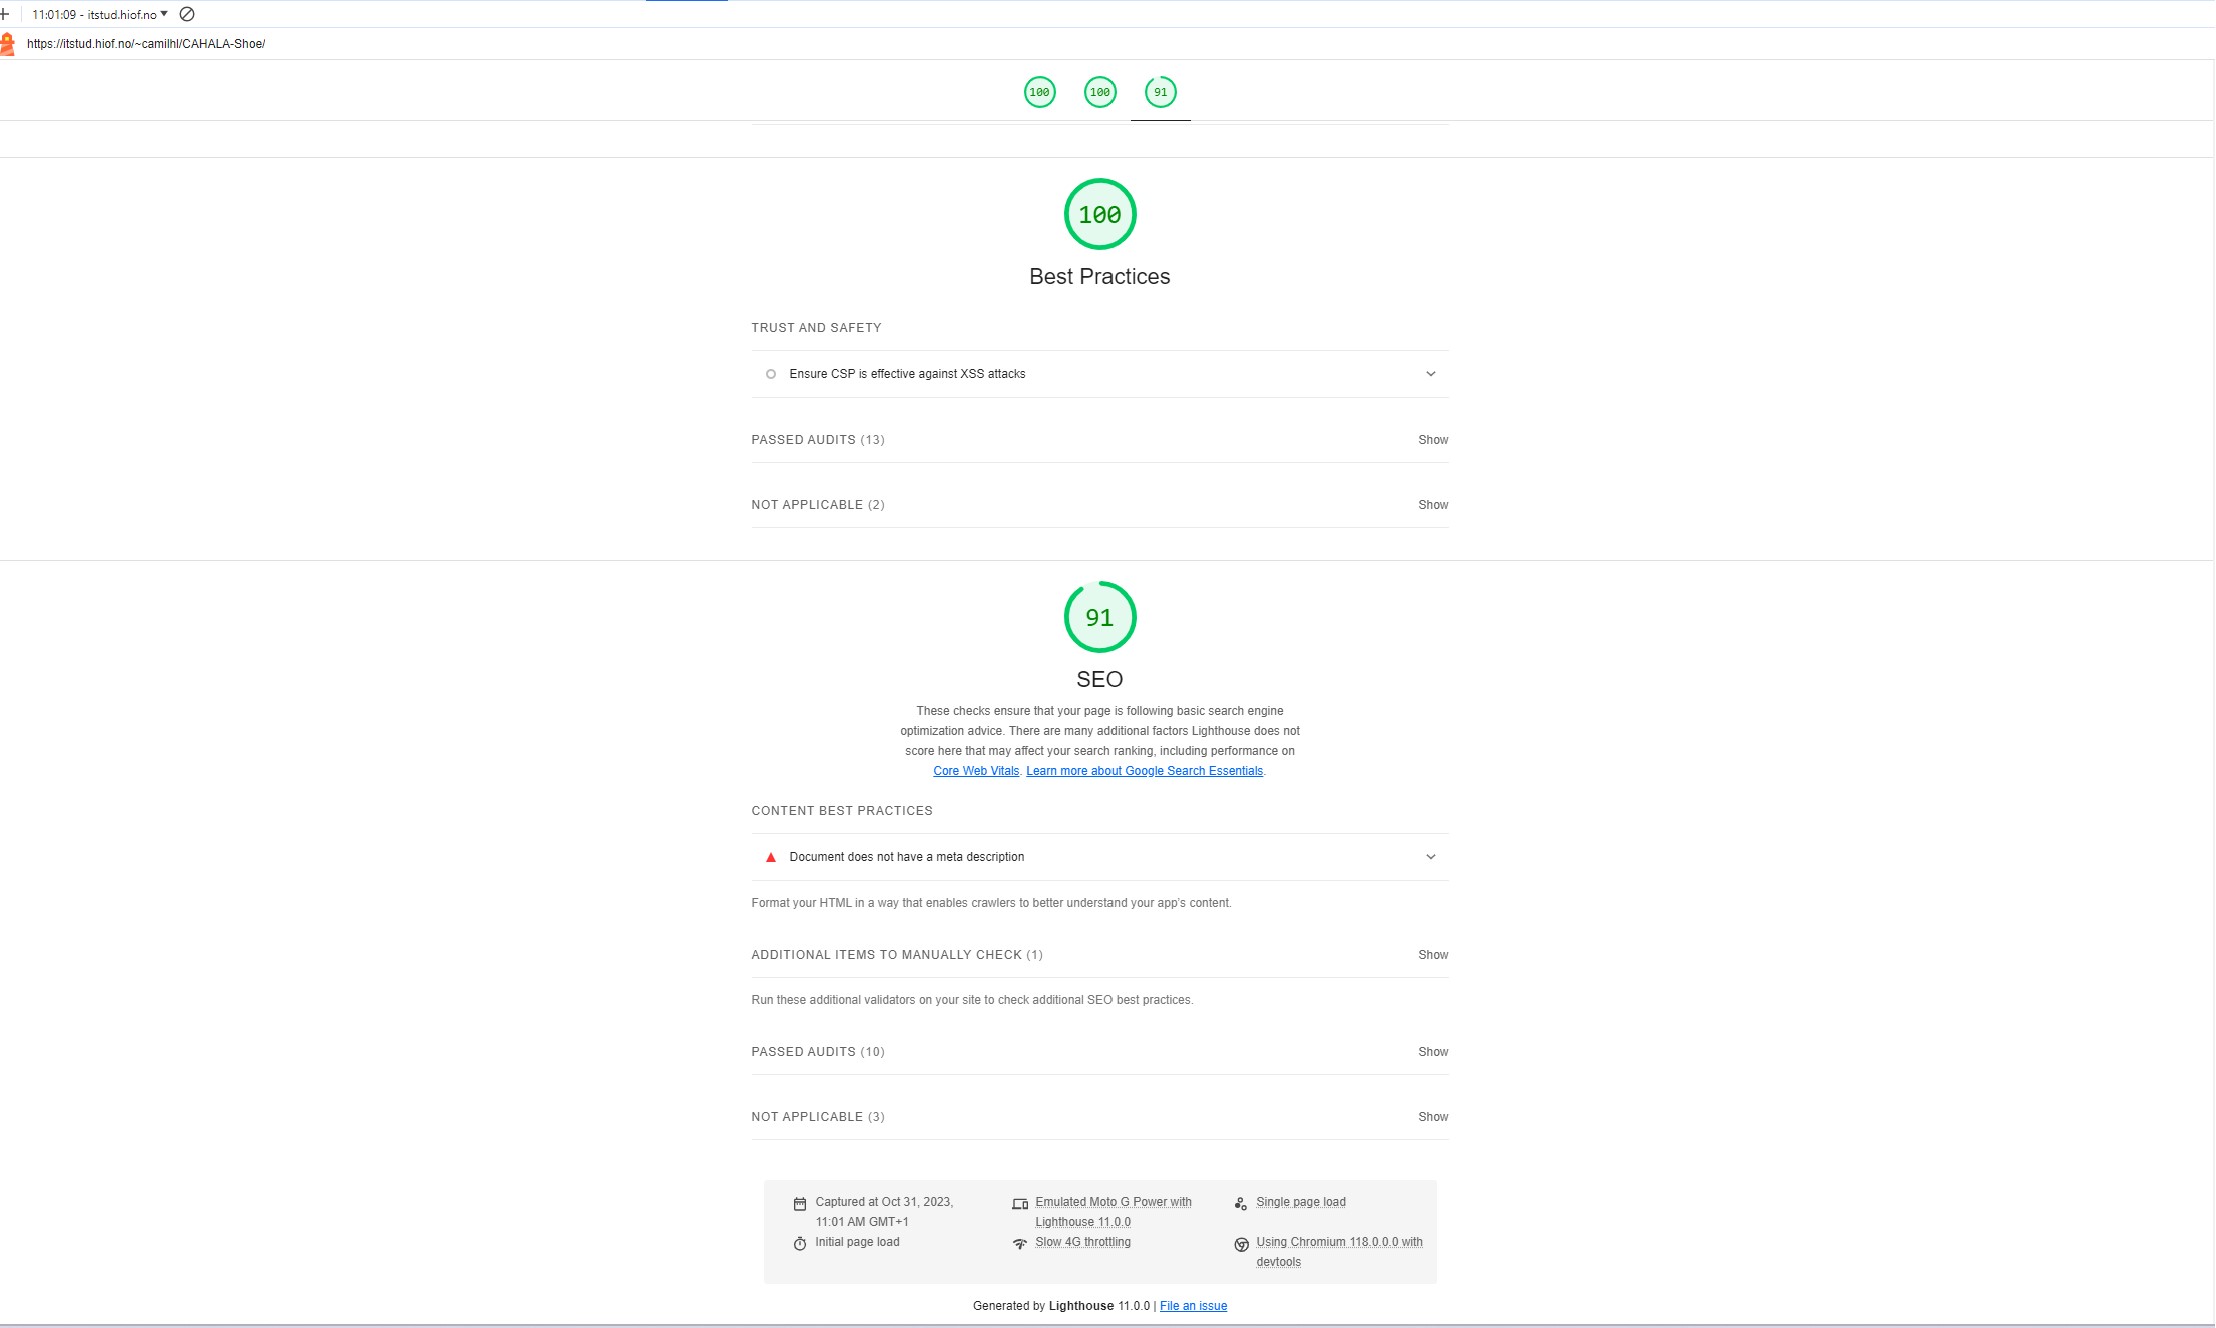 11:01:09 - itstud.hiof.no
https://itstud.hiof.no/~camilhl/CAHALA-Shoe/
100 100 91
100
Best Practices
TRUST AND SAFETY
Ensure CSP is effective against XSS attacks
PASSED AUDITS (13) Show
NOT APPLICABLE (2) Show
91
SEO
These checks ensure that your page is following basic search engine
optimization advice. There are many additional factors Lighthouse does not
score here that may affect your search ranking, including performance on
Core Web Vitals. Learn more about Google Search Essentials.
CONTENT BEST PRACTICES
Document does not have a meta description
Format your HTML in a way that enables crawlers to better understand your app's content.
ADDITIONAL ITEMS TO MANUALLY CHECK (1) Show
Run these additional validators on your site to check additional SEO best practices.
PASSED AUDITS (10) Show
NOT APPLICABLE (3) Show
Captured at Oct 31, 2023,
11:01 AM GMT+1
Initial page load
Emulated Moto G Power with
Lighthouse 11.0.0
Slow 4G throttling
Single page load
Using Chromium 118.0.0.0 with
devtools
Generated by Lighthouse 11.0.0 | File an issue